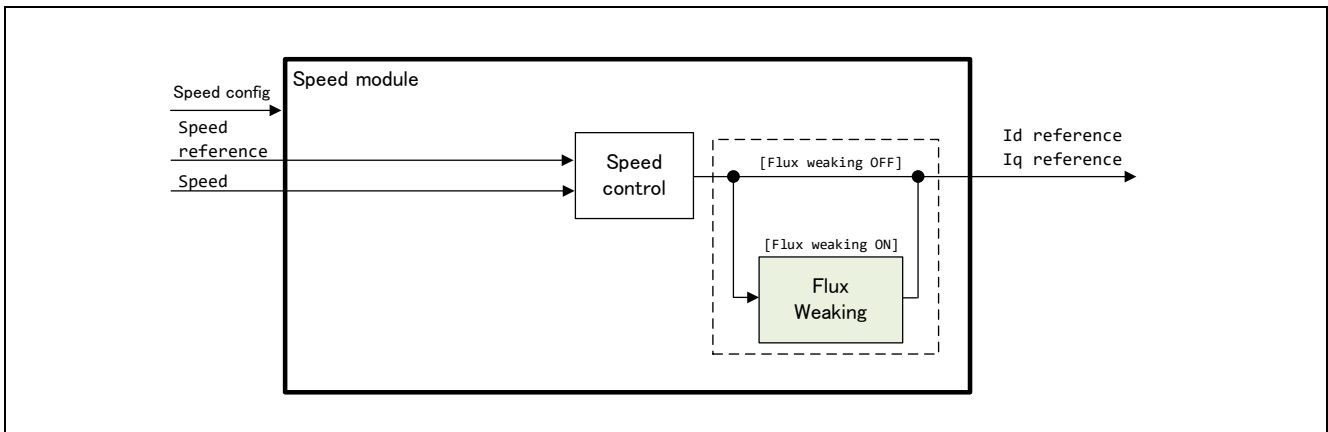 Speed module
Speed config
Speed
reference
Speed
Speed
control
[Flux weaking OFF]
[Flux weaking ON]
Flux
Weaking
Id reference
Iq reference